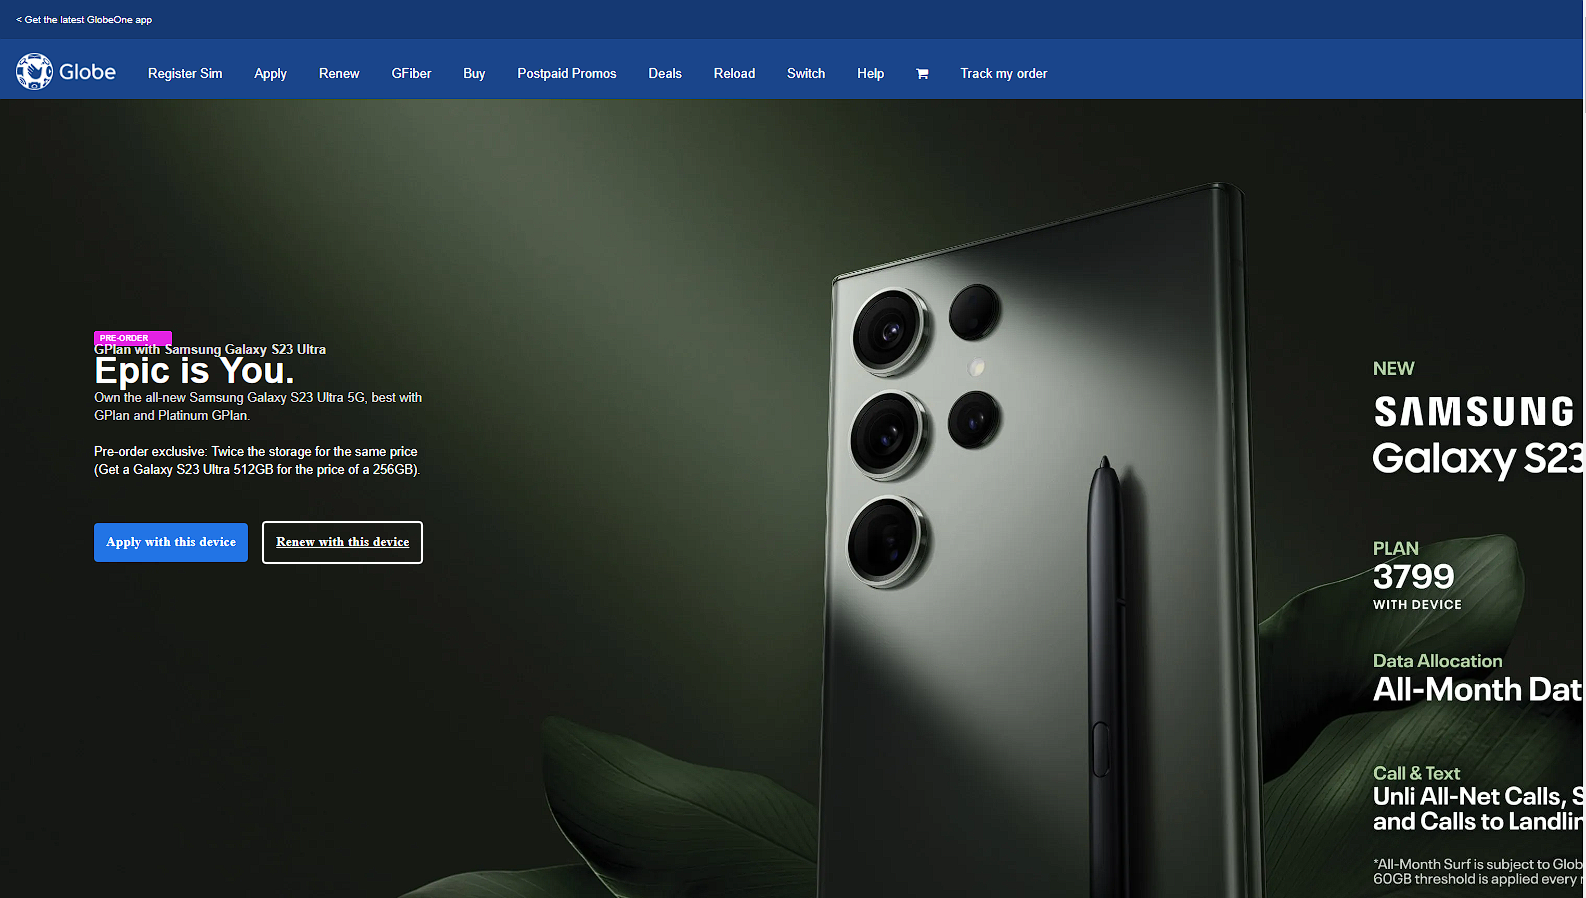 < Get the latest GlobeOne app
Globe
Register Sim
Apply
Renew
GFiber
Buy
Postpaid Promos
Deals
Reload
Switch
Help
Track my order
PRE-ORDER
GPlan with Samsung Galaxy S23 Ultra
Epic is You.
Own the all-new Samsung Galaxy S23 Ultra 5G, best with
GPlan and Platinum GPlan.
Pre-order exclusive: Twice the storage for the same price
(Get a Galaxy S23 Ultra 512GB for the price of a 256GB).
Apply with this device
Renew with this device
NEW
SAMSUNG
Galaxy S23
PLAN
3799
WITH DEVICE
Data Allocation
All-Month Dat
Call & Text
Unli All-Net Calls, S
and Calls to Landlin
*All-Month Surf is subject to Glob
60GB threshold is applied every